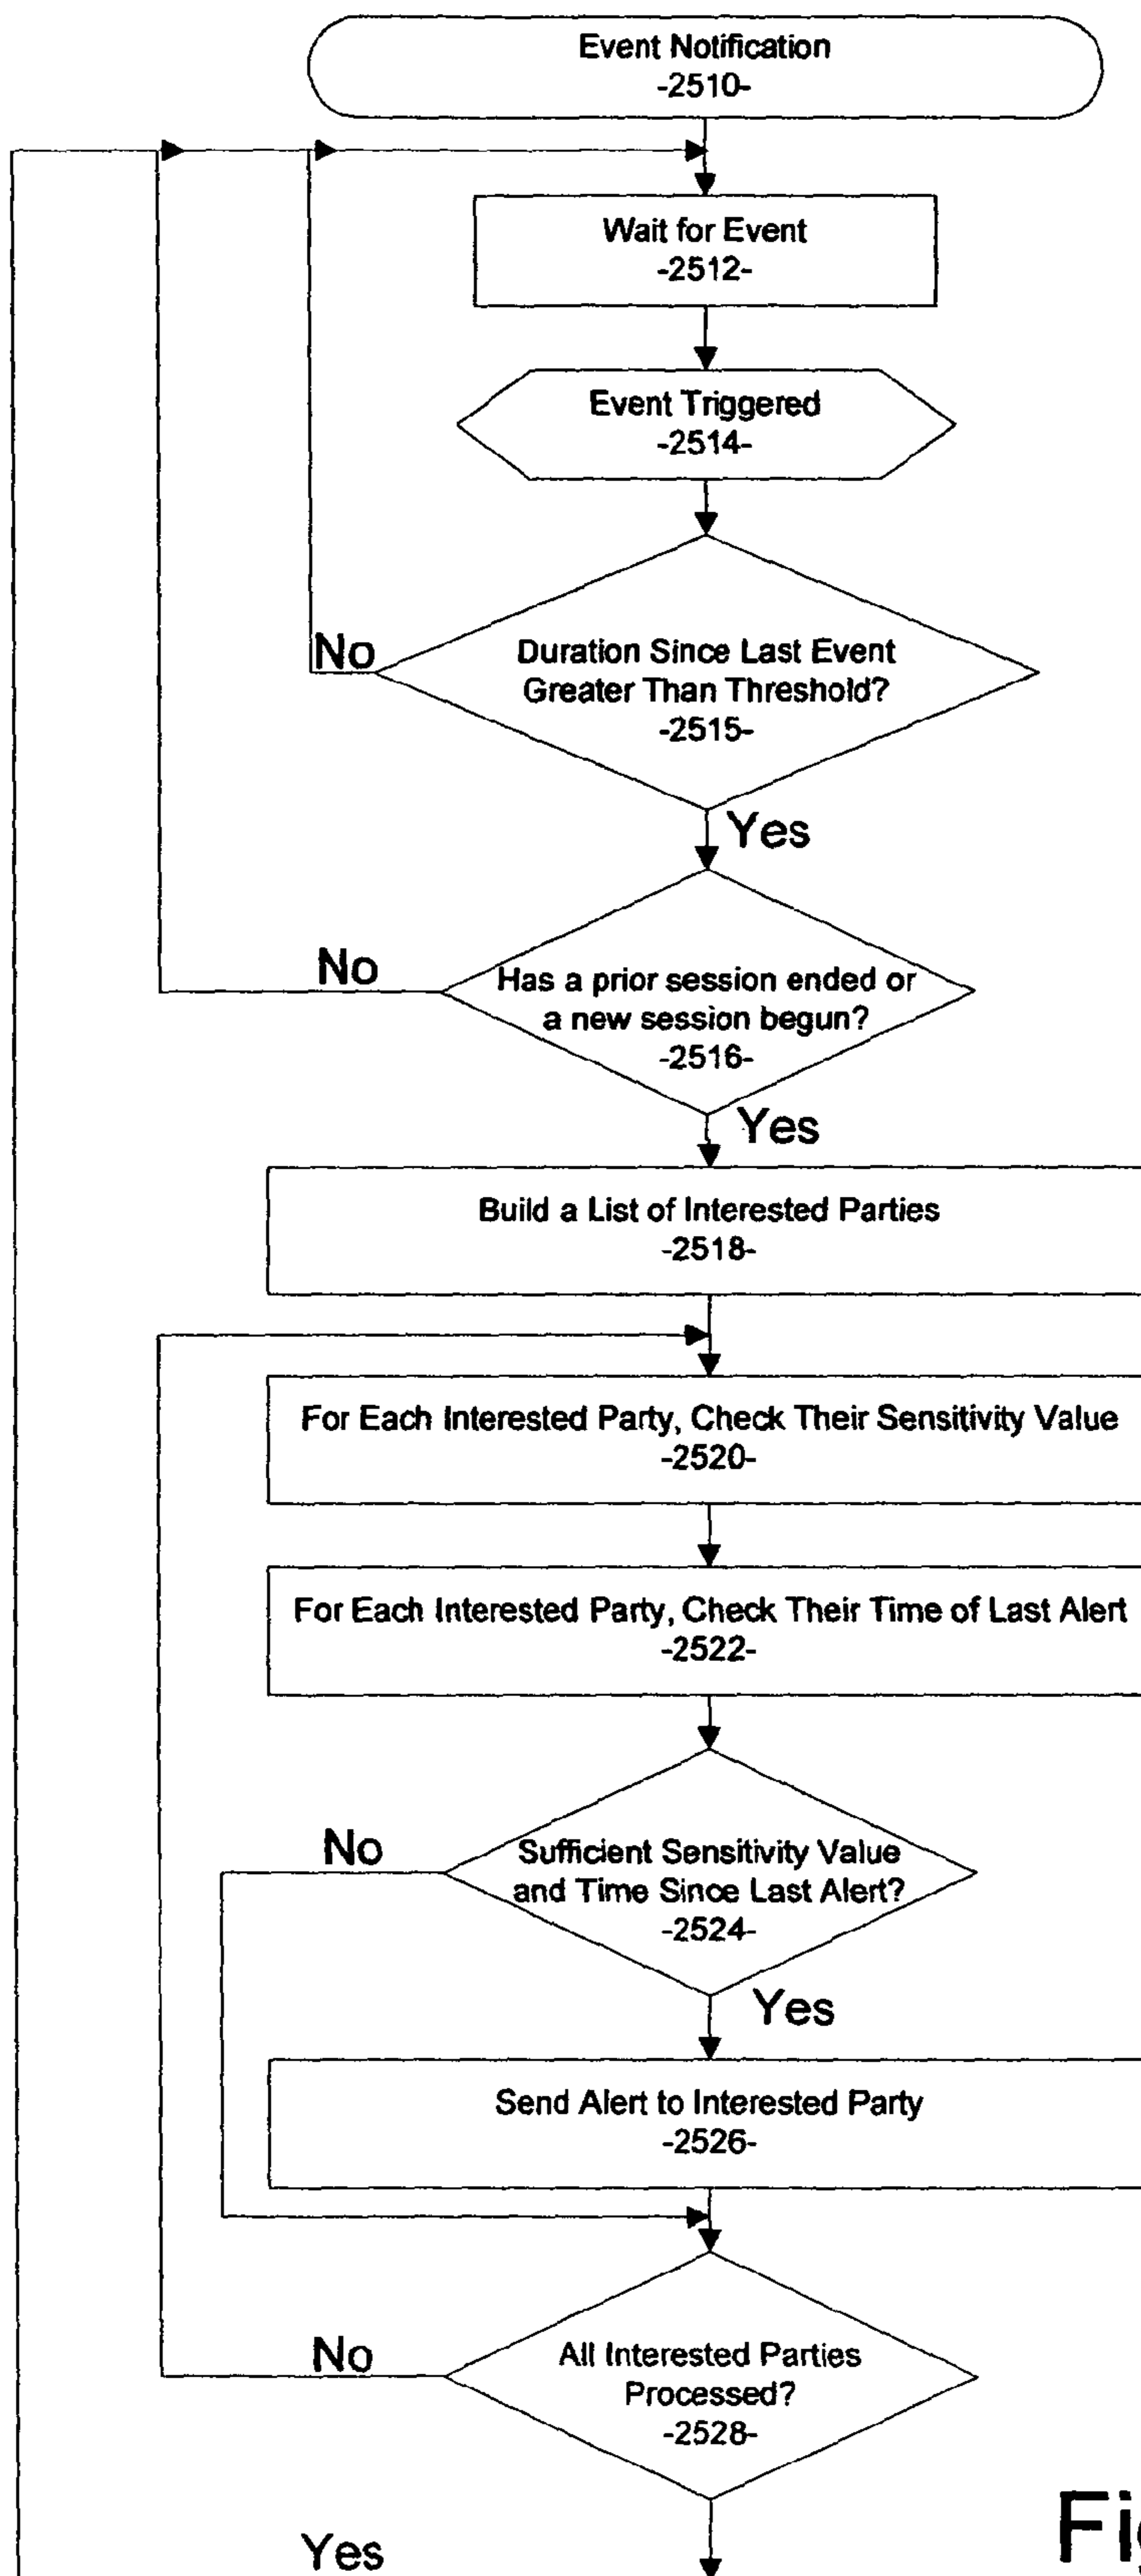 Event Notification
-2510-
Wait for Event
-2512-
Event Triggered
-2514-
No
Duration Since Last Event
Greater Than Threshold?
-2515-
Yes
No
Has a prior session ended or
a new session begun?
-2516-
Yes
Build a List of Interested Parties
-2518-
For Each Interested Party, Check Their Sensitivity Value
-2520-
For Each Interested Party, Check Their Time of Last Alert
-2522-
No
Sufficient Sensitivity Value
and Time Since Last Alert?
-2524-
Yes
Send Alert to Interested Party
-2526-
No
All Interested Parties
Processed?
-2528-
Yes